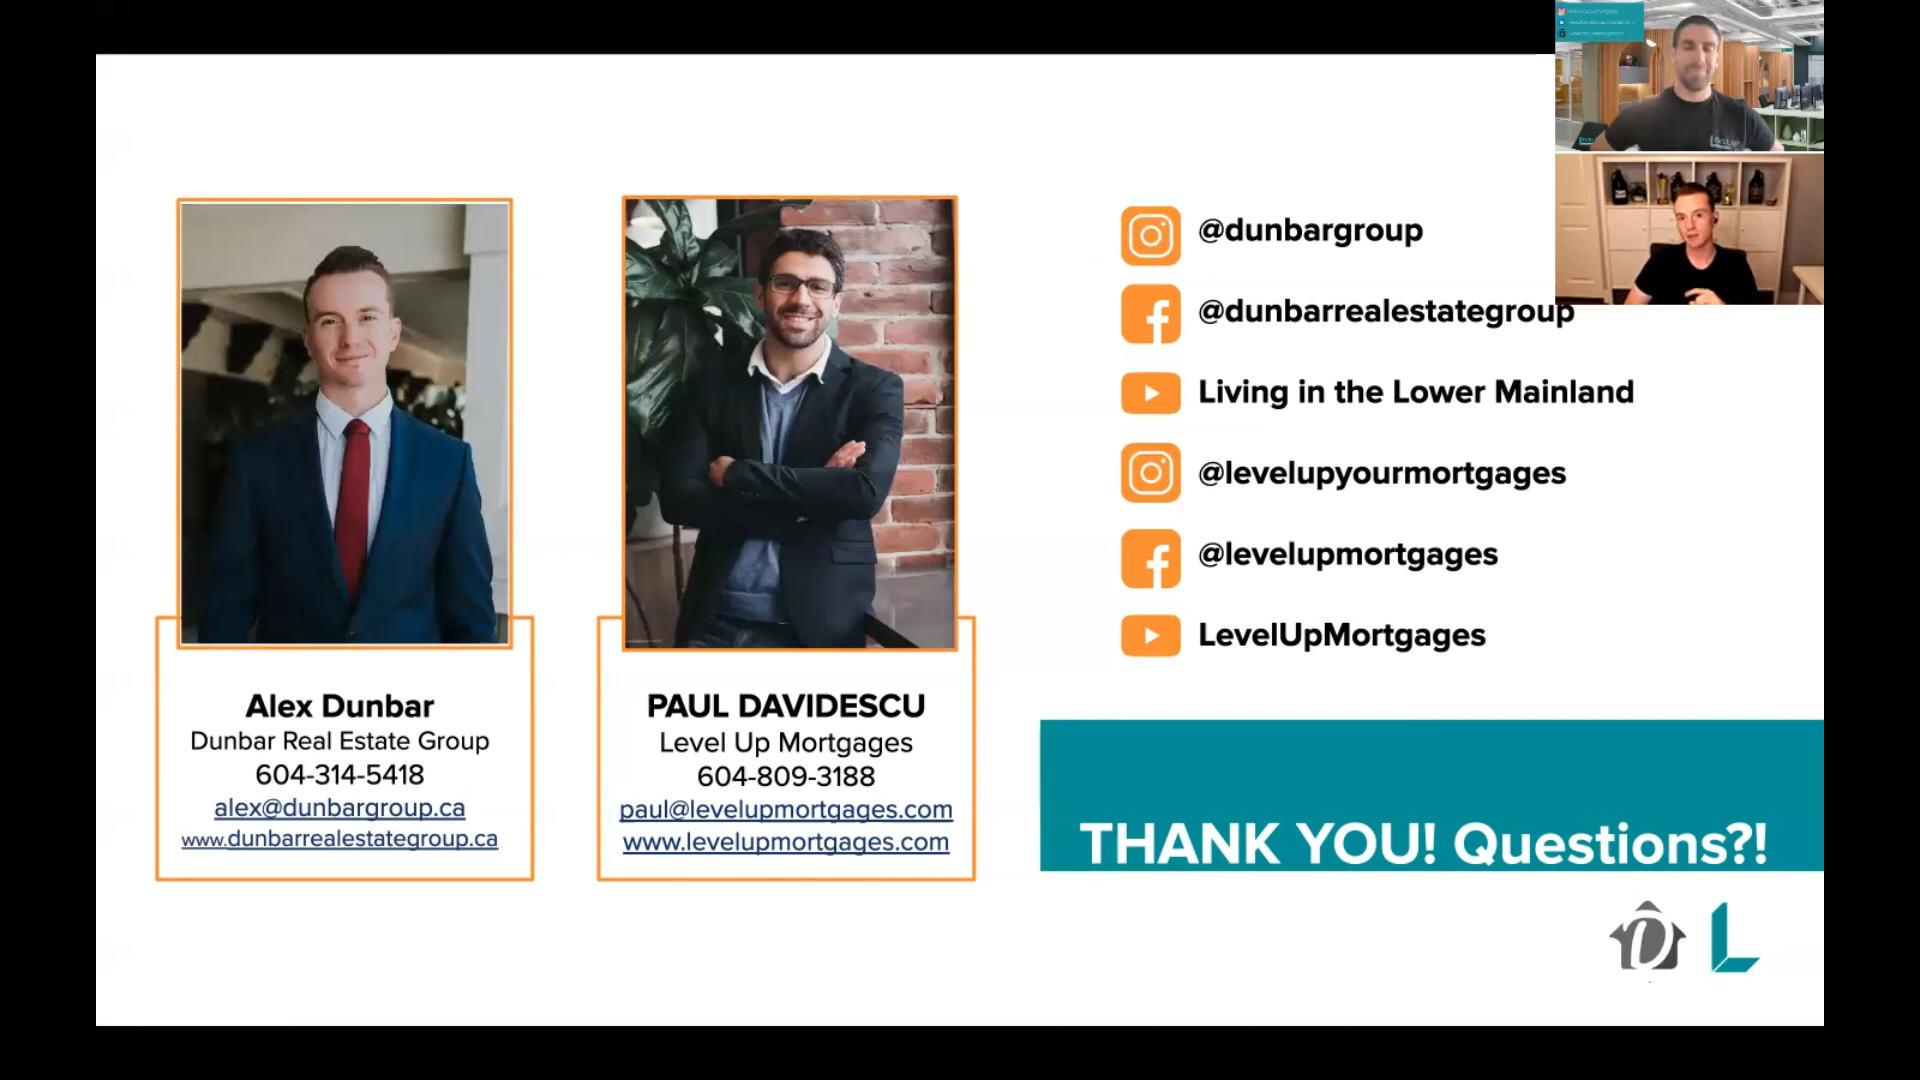 Alex Dunbar
Dunbar Real Estate Group
604-314-5418
alex@dunbargroup.ca
www.dunbarrealestategroup.ca
PAUL DAVIDESCU
Level Up Mortgages
604-809-3188
paul@levelupmortgages.com
www.levelupmortgages.com
@dunbargroup
@dunbarrealestategroup
Living in the Lower Mainland
@levelupyourmortgages
@levelupmortgages
LevelUpMortgages
THANK YOU! Questions?!
D L